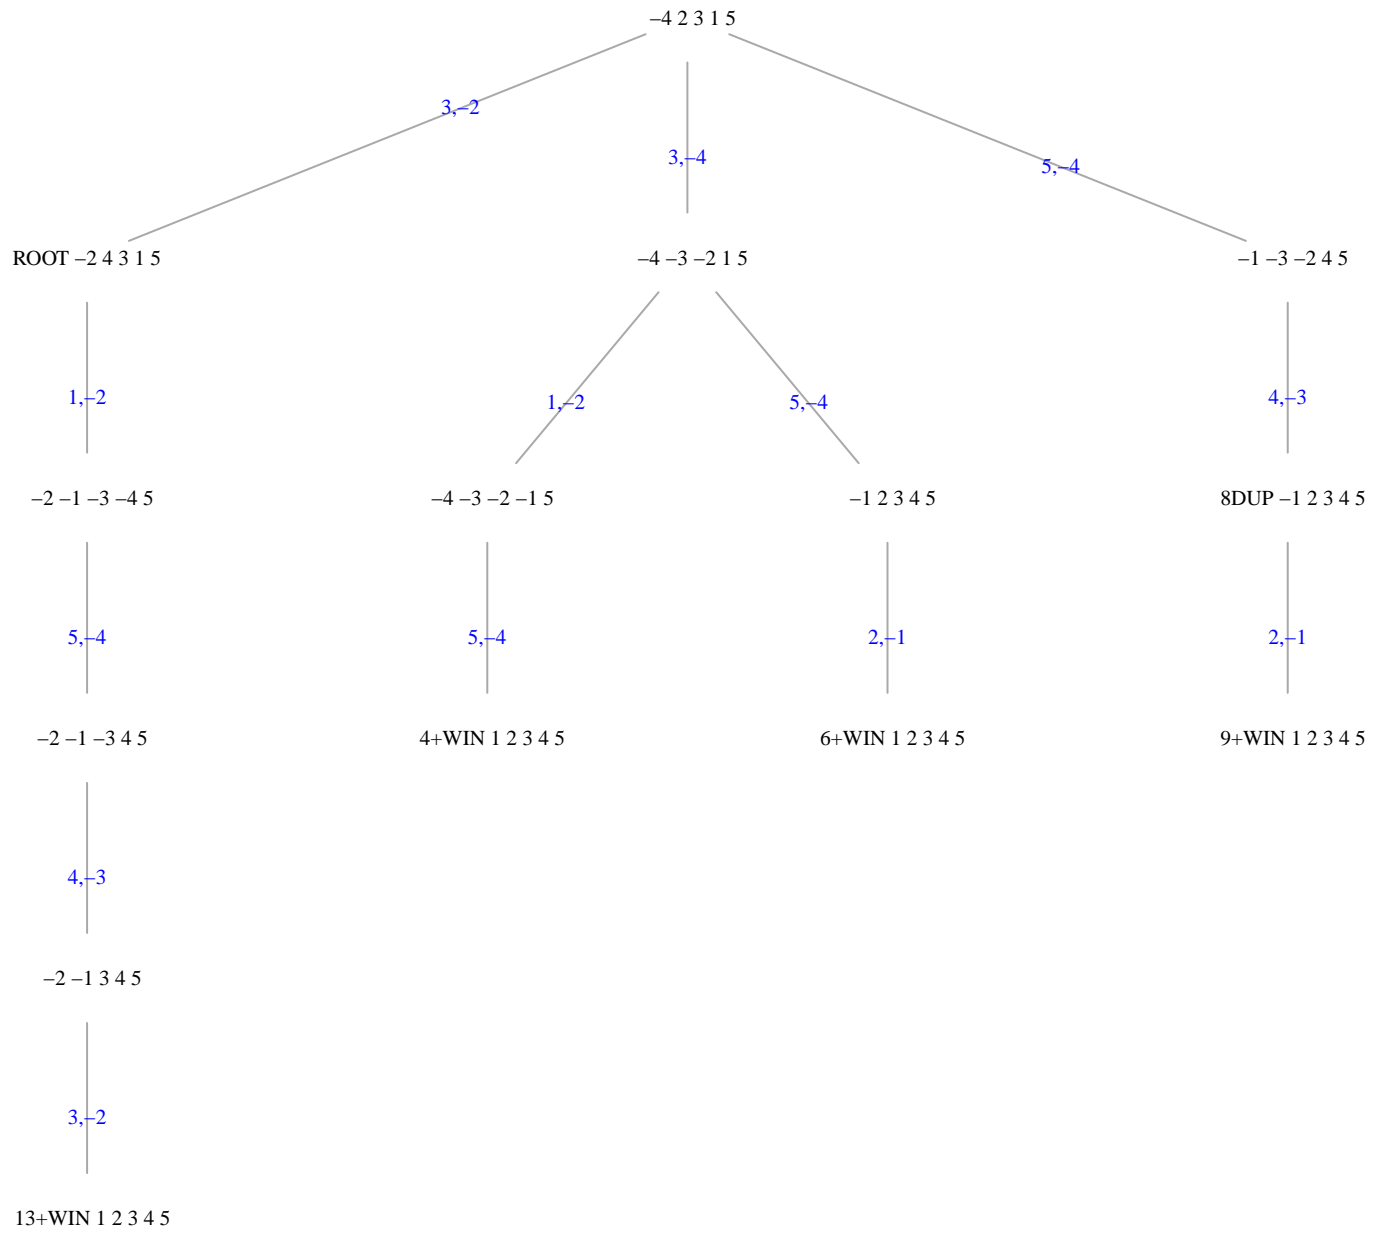 −4 2 3 1 5
3,−2
3,−4
5,−4
ROOT −2 4 3 1 5
−4 −3 −2 1 5
−1 −3 −2 4 5
1,−2
1,−2
5,−4
4,−3
−2 −1 −3 −4 5
−4 −3 −2 −1 5
−1 2 3 4 5
8DUP −1 2 3 4 5
5,−4
5,−4
2,−1
2,−1
−2 −1 −3 4 5
4+WIN 1 2 3 4 5
6+WIN 1 2 3 4 5
9+WIN 1 2 3 4 5
4,−3
−2 −1 3 4 5
3,−2
13+WIN 1 2 3 4 5